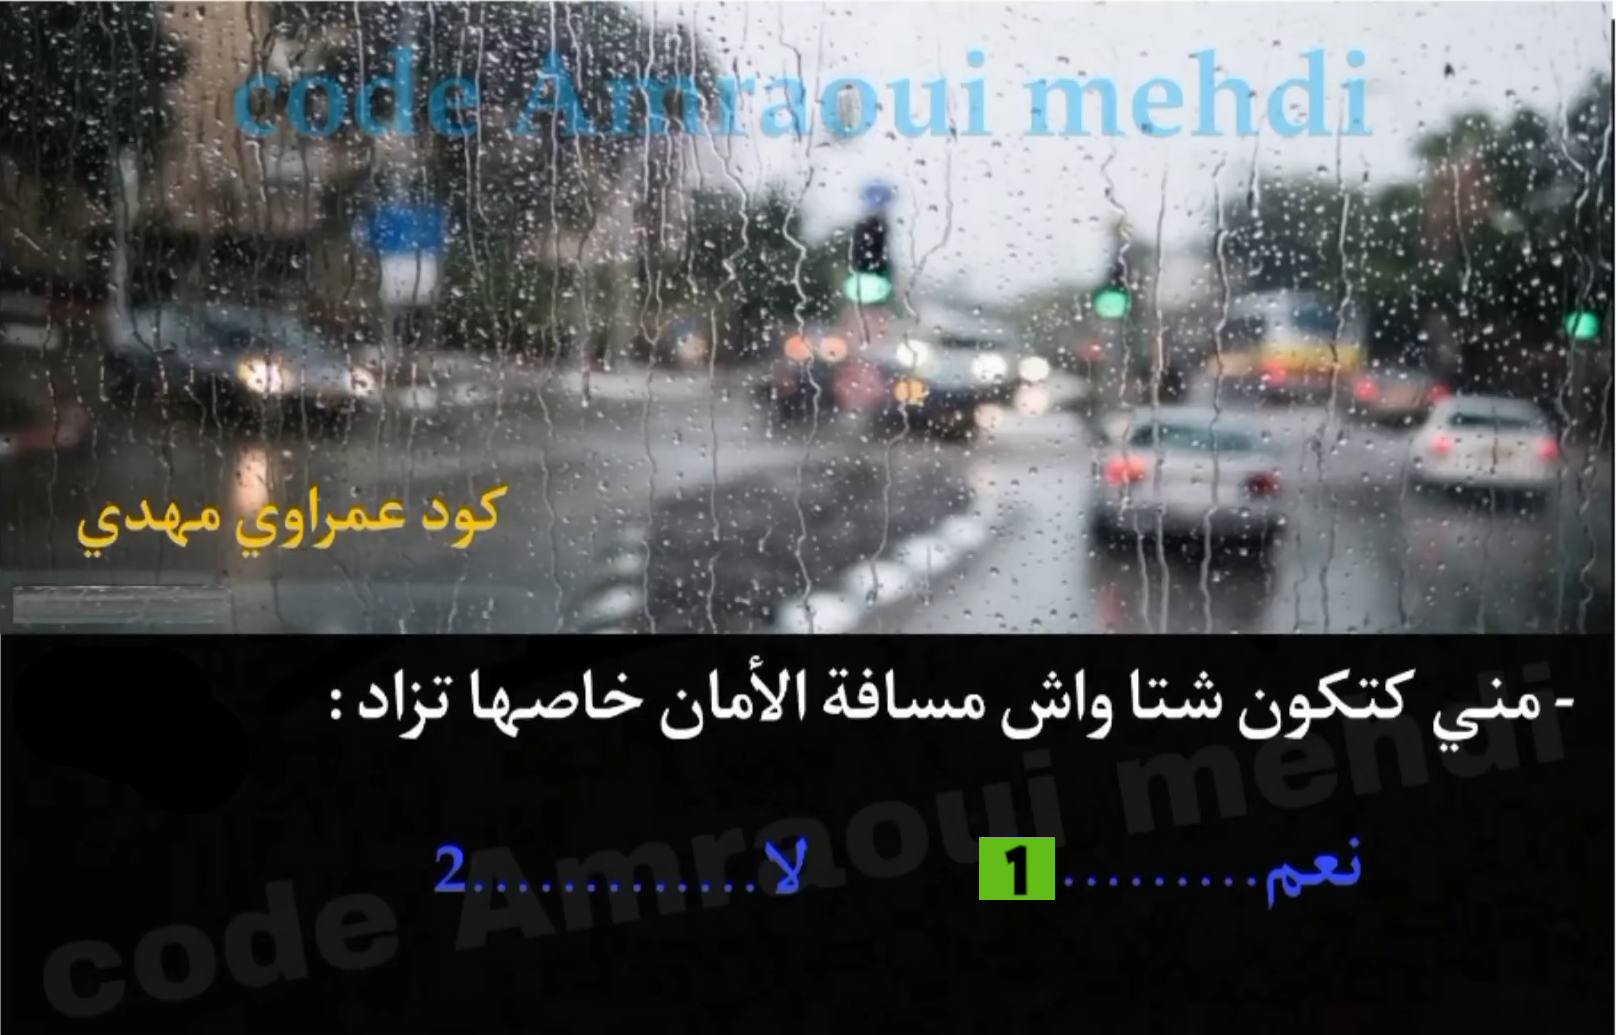 code Amraoui mehdi
كود عمراوي مهدي
- مني كتكون شتا واش مسافة الأمان خاصها تزاد :
نعم.........1 لا.............2
code Amraoui mehdi